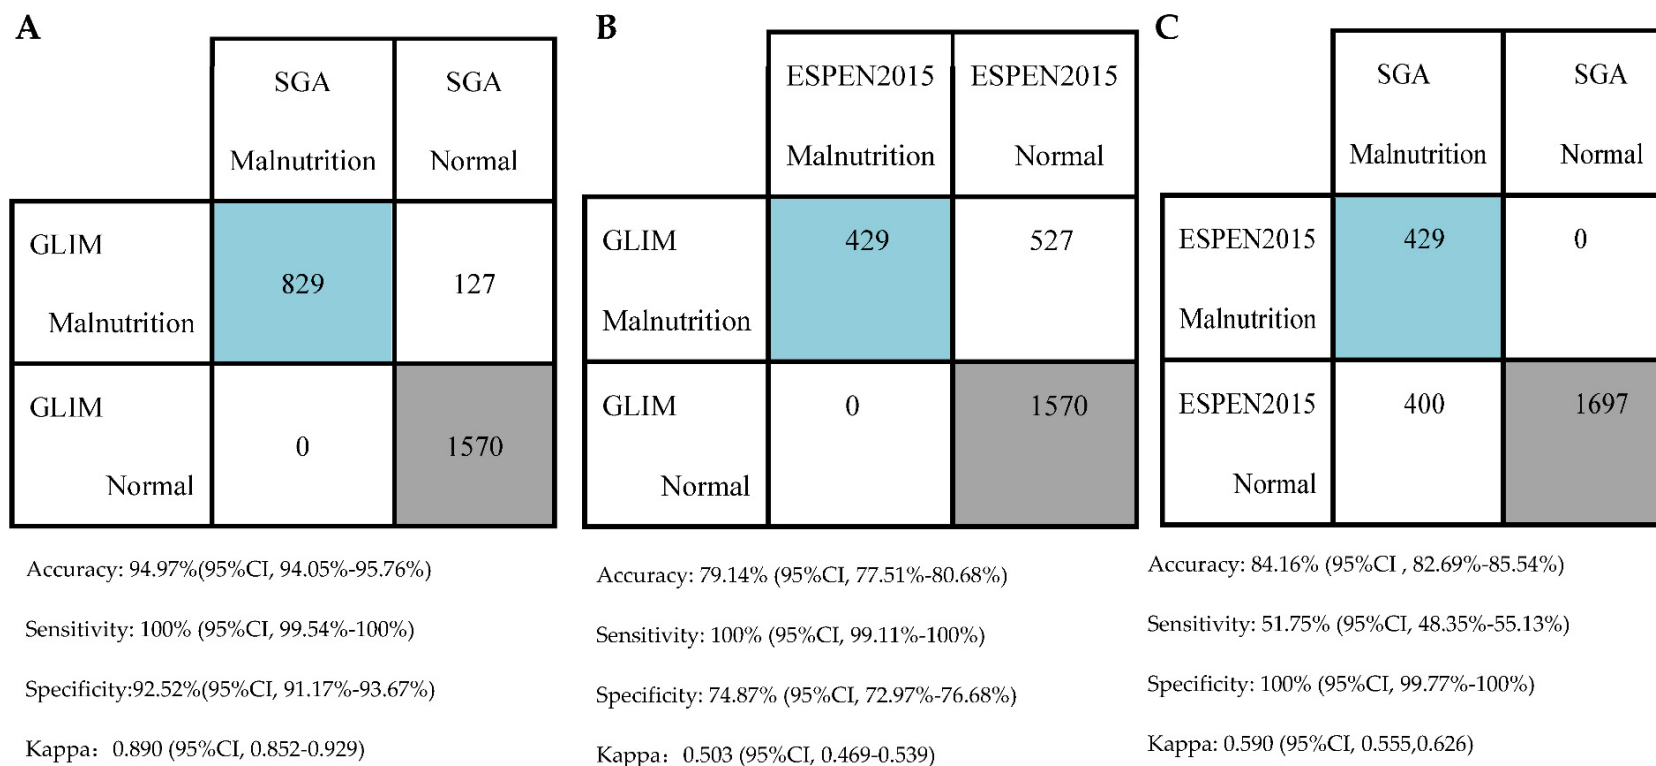 A
SGA
Malnutrition
SGA
Normal
GLIM
Malnutrition
829
127
GLIM
Normal
0
1570
Accuracy: 94.97%(95%CI, 94.05%-95.76%)
Sensitivity: 100% (95%CI, 99.54%-100%)
Specificity:92.52%(95%CI, 91.17%-93.67%)
Kappa: 0.890 (95%CI, 0.852-0.929)
B
ESPEN2015
Malnutrition
ESPEN2015
Normal
GLIM
Malnutrition
429
527
GLIM
Normal
0
1570
Accuracy: 79.14% (95%CI, 77.51%-80.68%)
Sensitivity: 100% (95%CI, 99.11%-100%)
Specificity: 74.87% (95%CI, 72.97%-76.68%)
Kappa: 0.503 (95%CI, 0.469-0.539)
C
SGA
Malnutrition
SGA
Normal
ESPEN2015
Malnutrition
429
0
ESPEN2015
Normal
400
1697
Accuracy: 84.16% (95%CI , 82.69%-85.54%)
Sensitivity: 51.75% (95%CI, 48.35%-55.13%)
Specificity: 100% (95%CI, 99.77%-100%)
Kappa: 0.590 (95%CI, 0.555,0.626)